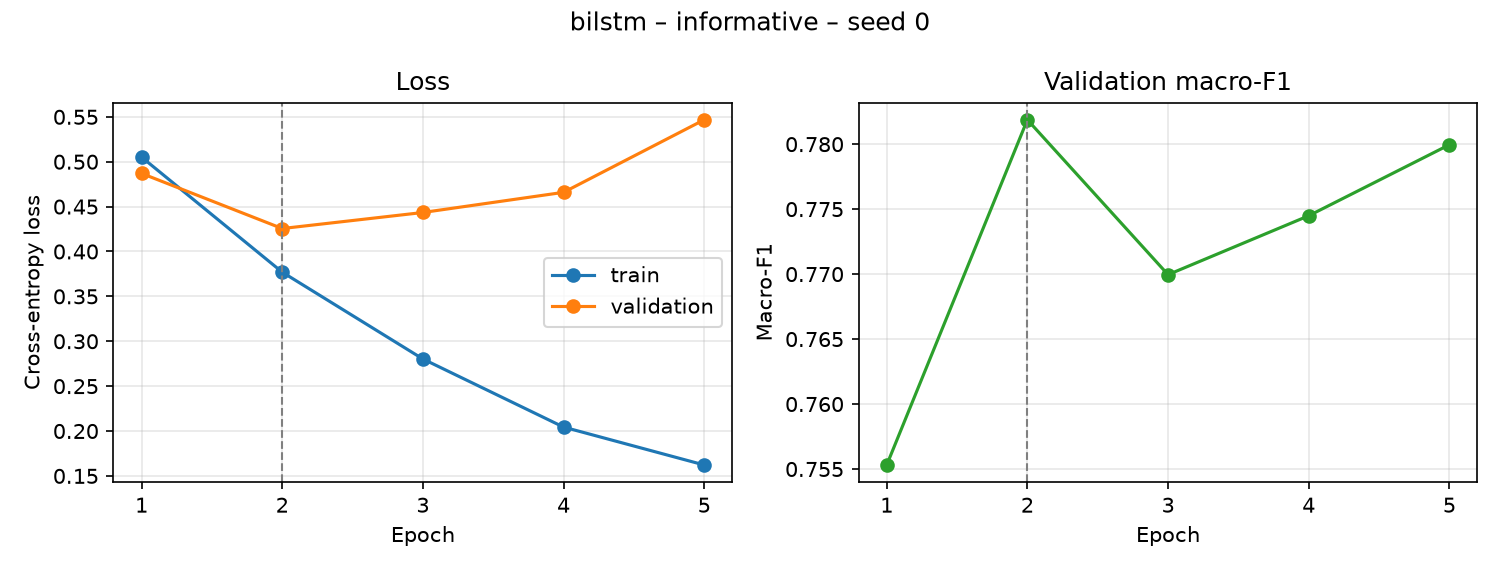 bilstm – informative – seed 0
Loss
Cross-entropy loss
0.55
0.50
0.45
0.40
0.35
0.30
0.25
0.20
0.15
train
validation
1 2 3 4 5
Epoch
Validation macro-F1
Macro-F1
0.780
0.775
0.770
0.765
0.760
0.755
1 2 3 4 5
Epoch